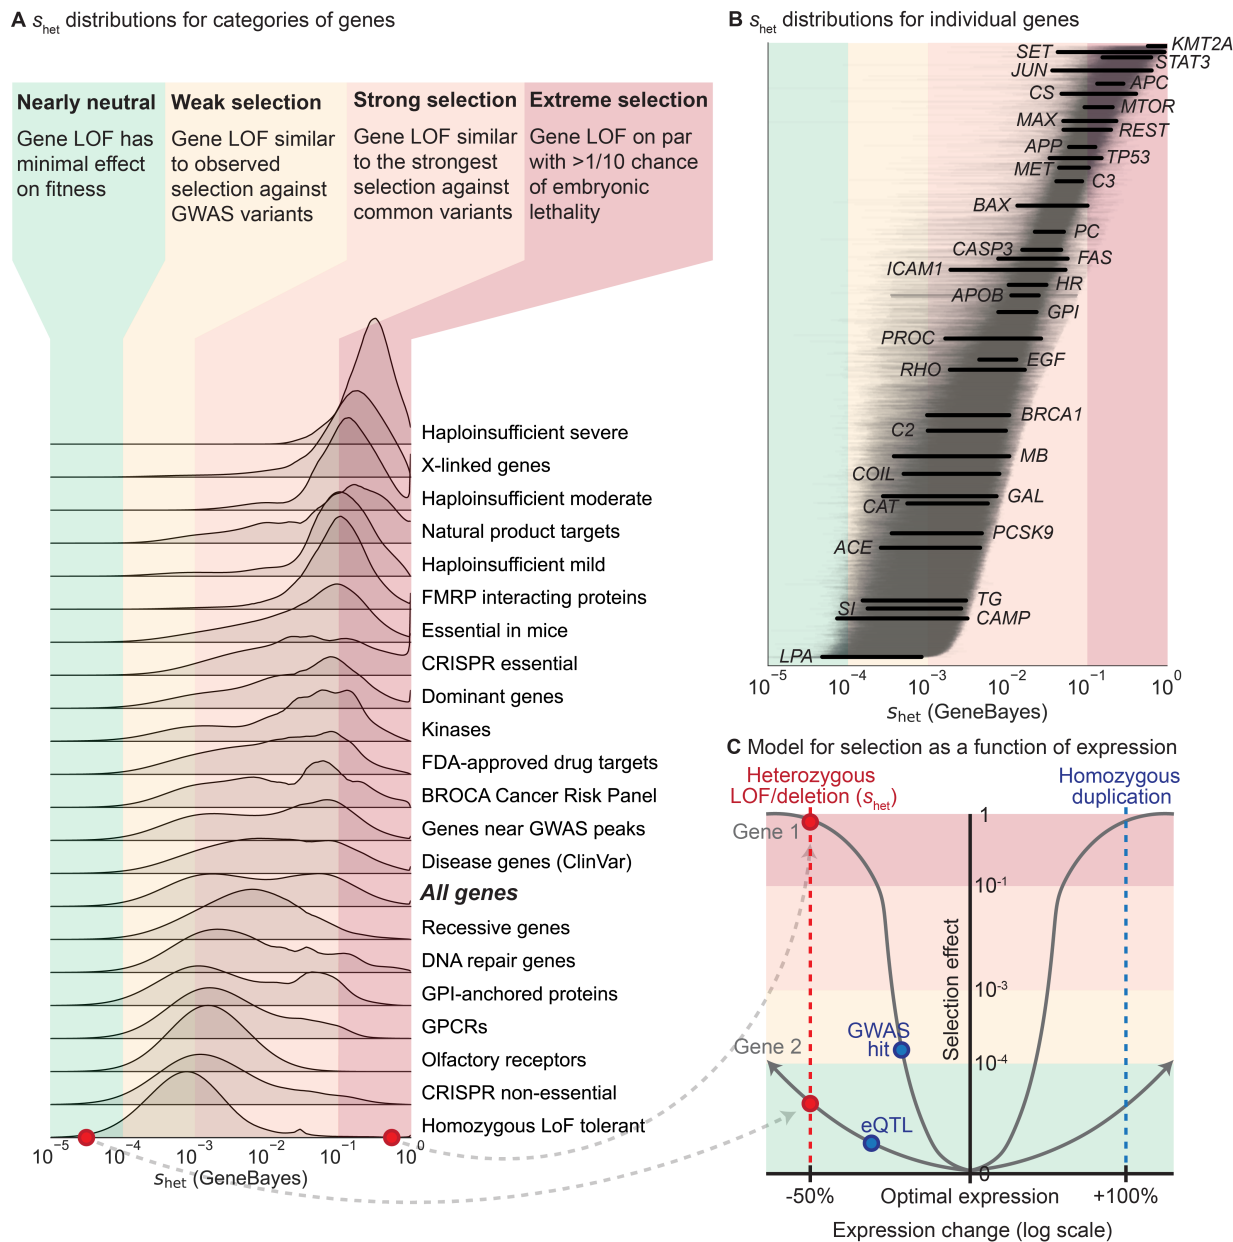 A s_het distributions for categories of genes
Nearly neutral
Gene LOF has
minimal effect
on fitness
Weak selection
Gene LOF similar
to observed
selection against
GWAS variants
Strong selection
Gene LOF similar
to the strongest
selection against
common variants
Extreme selection
Gene LOF on par
with >1/10 chance
of embryonic
lethality
Haploinsufficient severe
X-linked genes
Haploinsufficient moderate
Natural product targets
Haploinsufficient mild
FMRP interacting proteins
Essential in mice
CRISPR essential
Dominant genes
Kinases
FDA-approved drug targets
BROCA Cancer Risk Panel
Genes near GWAS peaks
Disease genes (ClinVar)
All genes
Recessive genes
DNA repair genes
GPI-anchored proteins
GPCRs
Olfactory receptors
CRISPR non-essential
Homozygous LoF tolerant
10^-5 10^-4 10^-3 10^-2 10^-1 10^0
s_het (GeneBayes)
B s_het distributions for individual genes
KMT2A
SET
STAT3
JUN
APC
CS
MTOR
MAX
REST
APP
TP53
MET
C3
BAX
PC
CASP3
FAS
ICAM1
HR
APOB
GPI
PROC
EGF
RHO
BRCA1
C2
MB
COIL
GAL
CAT
PCSK9
ACE
TG
SI
CAMP
LPA
10^-5 10^-4 10^-3 10^-2 10^-1 10^0
s_het (GeneBayes)
C Model for selection as a function of expression
Heterozygous
LOF/deletion (s_het)
Homozygous
duplication
Gene 1
1
10^-1
10^-3
10^-4
0
Selection effect
GWAS
hit
Gene 2
eQTL
-50% Optimal expression +100%
Expression change (log scale)